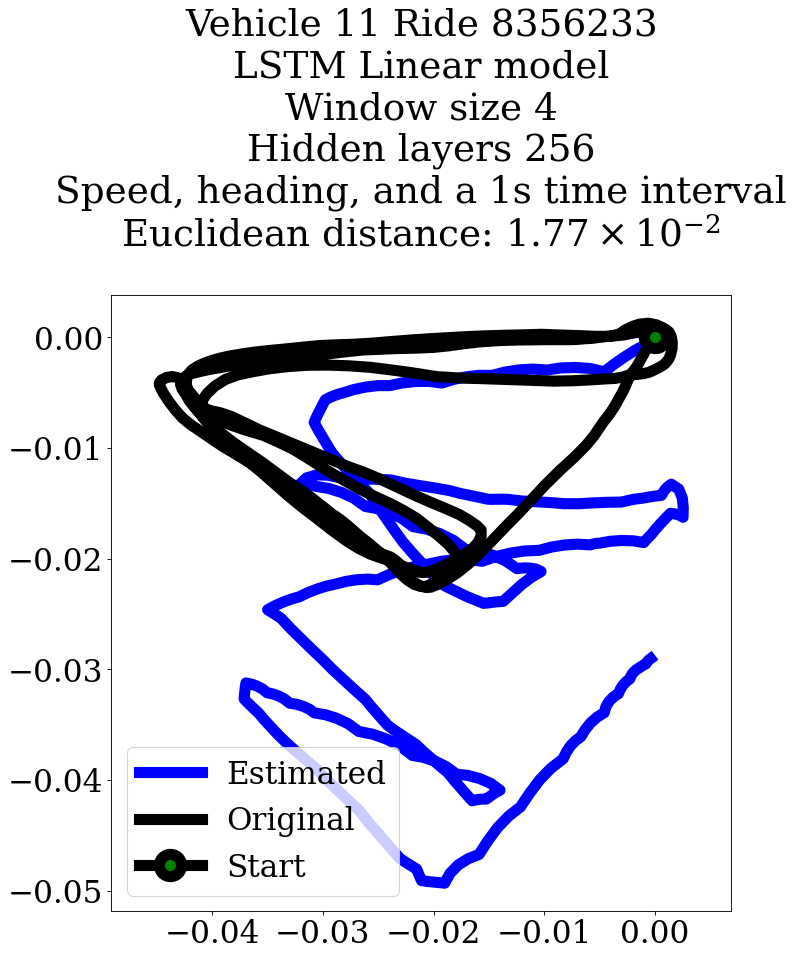 Vehicle 11 Ride 8356233
LSTM Linear model
Window size 4
Hidden layers 256
Speed, heading, and a 1s time interval
Euclidean distance: 1.77 × 10⁻²
0.00
−0.01
−0.02
−0.03
−0.04
−0.05
Estimated
Original
Start
−0.04 −0.03 −0.02 −0.01 0.00